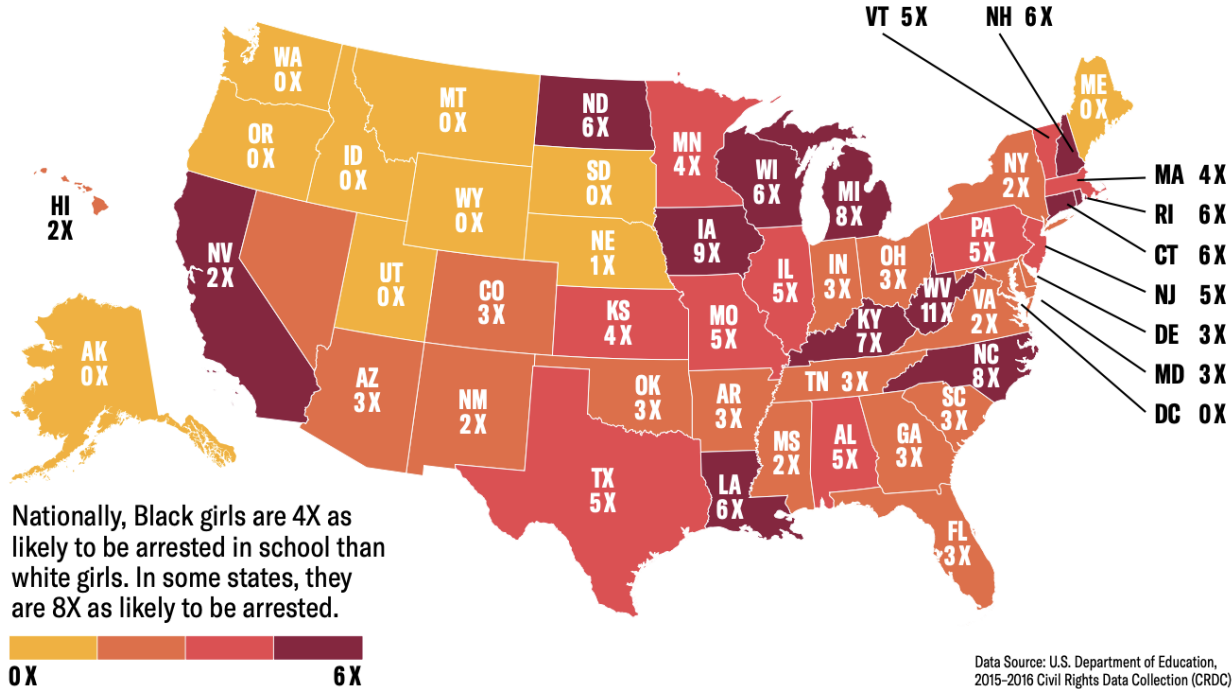 VT 5X
NH 6X
WA
0X
MT
0X
ND
6X
MN
4X
ME
0X
OR
0X
ID
0X
WY
0X
SD
0X
WI
6X
MI
8X
NY
2X
MA 4X
RI 6X
CT 6X
NJ 5X
DE 3X
MD 3X
DC 0X
HI
2X
NV
2X
UT
0X
CO
3X
NE
1X
IA
9X
IL
5X
IN
3X
OH
3X
PA
5X
WV
11X
VA
2X
KS
4X
MO
5X
KY
7X
NC
8X
AK
0X
AZ
3X
NM
2X
OK
3X
AR
3X
TN 3X
SC
3X
MS
2X
AL
5X
GA
3X
TX
5X
LA
6X
FL
3X
Nationally, Black girls are 4X as
likely to be arrested in school than
white girls. In some states, they
are 8X as likely to be arrested.
0X
6X
Data Source: U.S. Department of Education,
2015–2016 Civil Rights Data Collection (CRDC)